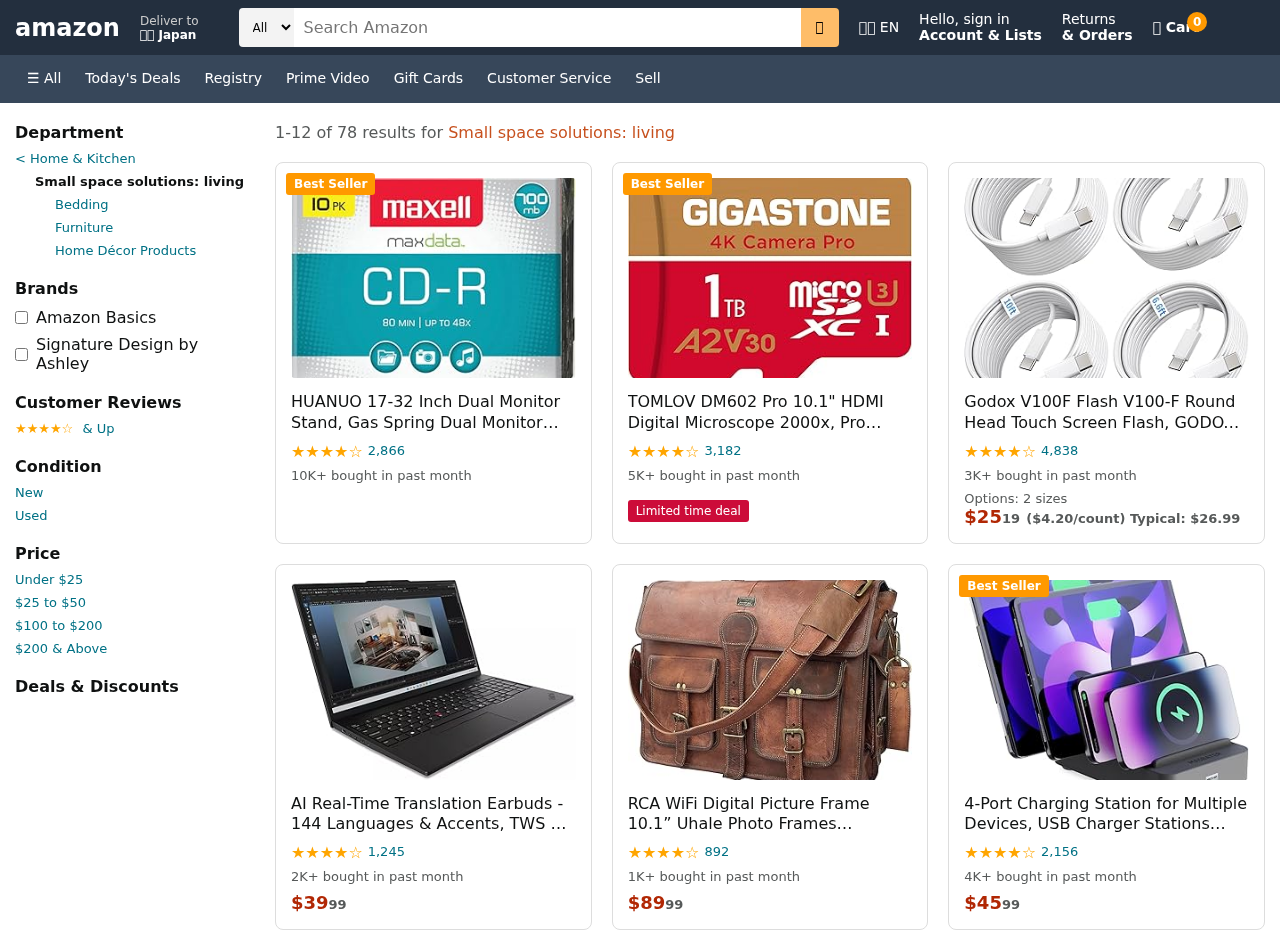 amazon
Deliver to
Japan
All
Search Amazon
EN
Hello, sign in
Account & Lists
Returns
& Orders
0
☰ All
Today's Deals
Registry
Prime Video
Gift Cards
Customer Service
Sell
Department
< Home & Kitchen
Small space solutions: living
Bedding
Furniture
Home Décor Products
Brands
Amazon Basics
Signature Design by
Ashley
Customer Reviews
★★★★☆ & Up
Condition
New
Used
Price
Under $25
$25 to $50
$100 to $200
$200 & Above
Deals & Discounts
1-12 of 78 results for Small space solutions: living
Best Seller
10 PK
maxell
700
mb
maxdata
CD-R
80 MIN | UP TO 48X
HUANUO 17-32 Inch Dual Monitor
Stand, Gas Spring Dual Monitor…
★★★★☆ 2,866
10K+ bought in past month
Best Seller
GIGASTONE
4K Camera Pro
1 TB
Micro SD XC I
U3
A2V30
TOMLOV DM602 Pro 10.1" HDMI
Digital Microscope 2000x, Pro…
★★★★☆ 3,182
5K+ bought in past month
Limited time deal
10ft
6.6ft
Godox V100F Flash V100-F Round
Head Touch Screen Flash, GODO…
★★★★☆ 4,838
3K+ bought in past month
Options: 2 sizes
$25 19 ($4.20/count) Typical: $26.99
AI Real-Time Translation Earbuds -
144 Languages & Accents, TWS …
★★★★☆ 1,245
2K+ bought in past month
$39 99
RCA WiFi Digital Picture Frame
10.1” Uhale Photo Frames…
★★★★☆ 892
1K+ bought in past month
$89 99
Best Seller
4-Port Charging Station for Multiple
Devices, USB Charger Stations…
★★★★☆ 2,156
4K+ bought in past month
$45 99